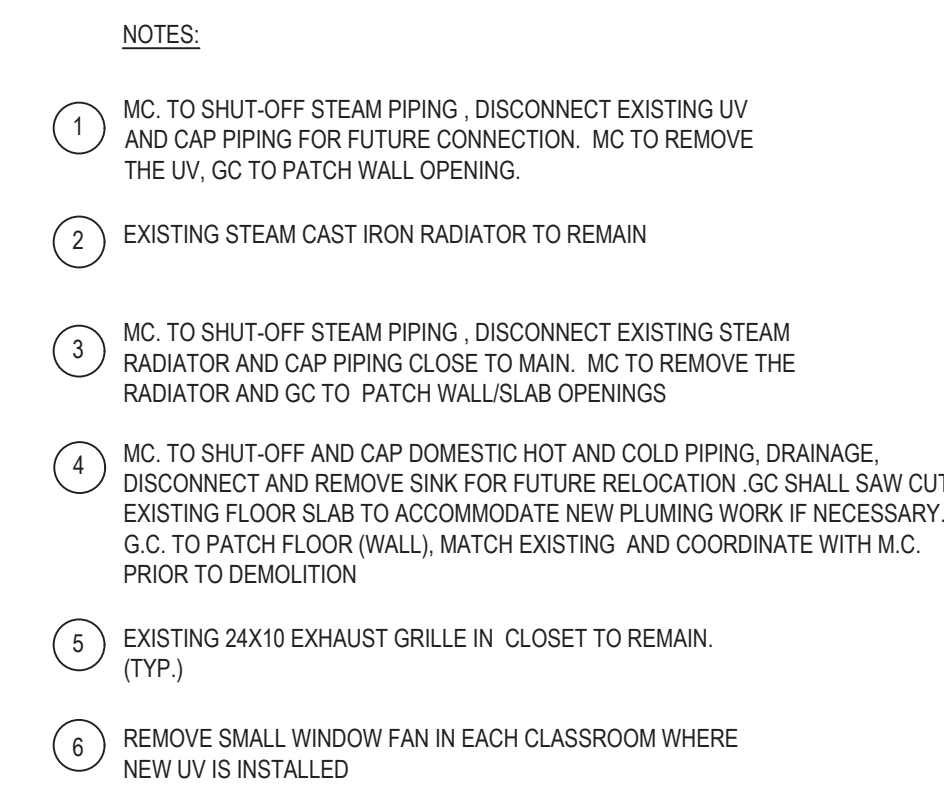 NOTES:
1 MC. TO SHUT-OFF STEAM PIPING , DISCONNECT EXISTING UV
AND CAP PIPING FOR FUTURE CONNECTION. MC TO REMOVE
THE UV, GC TO PATCH WALL OPENING.
2 EXISTING STEAM CAST IRON RADIATOR TO REMAIN
3 MC. TO SHUT-OFF STEAM PIPING , DISCONNECT EXISTING STEAM
RADIATOR AND CAP PIPING CLOSE TO MAIN. MC TO REMOVE THE
RADIATOR AND GC TO PATCH WALL/SLAB OPENINGS
4 MC. TO SHUT-OFF AND CAP DOMESTIC HOT AND COLD PIPING, DRAINAGE,
DISCONNECT AND REMOVE SINK FOR FUTURE RELOCATION .GC SHALL SAW CUT
EXISTING FLOOR SLAB TO ACCOMMODATE NEW PLUMING WORK IF NECESSARY.
G.C. TO PATCH FLOOR (WALL), MATCH EXISTING AND COORDINATE WITH M.C.
PRIOR TO DEMOLITION
5 EXISTING 24X10 EXHAUST GRILLE IN CLOSET TO REMAIN.
(TYP.)
6 REMOVE SMALL WINDOW FAN IN EACH CLASSROOM WHERE
NEW UV IS INSTALLED